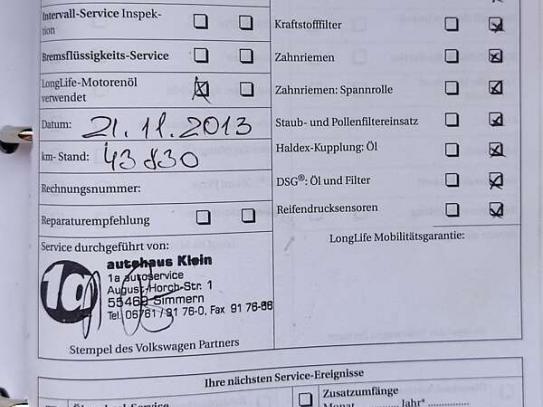 Intervall-Service Inspek-
tion
Bremsflüssigkeits-Service
LongLife-Motorenöl
verwendet
Datum: 21.11.2013
km-Stand: 43830
Rechnungsnummer:
Reparaturempfehlung
Service durchgeführt von:
1a autohaus Klein
1a autoservice
August-Horch-Str. 1
55469 Simmern
Tel. 06761 / 91 76-0, Fax 91 76-66
Stempel des Volkswagen Partners
Kraftstofffilter
Zahnriemen
Zahnriemen: Spannrolle
Staub- und Pollenfiltereinsatz
Haldex-Kupplung: Öl
DSG®: Öl und Filter
Reifendrucksensoren
LongLife Mobilitätsgarantie:
Ihre nächsten Service-Ereignisse
Zusatzumfänge
Monat Jahr*